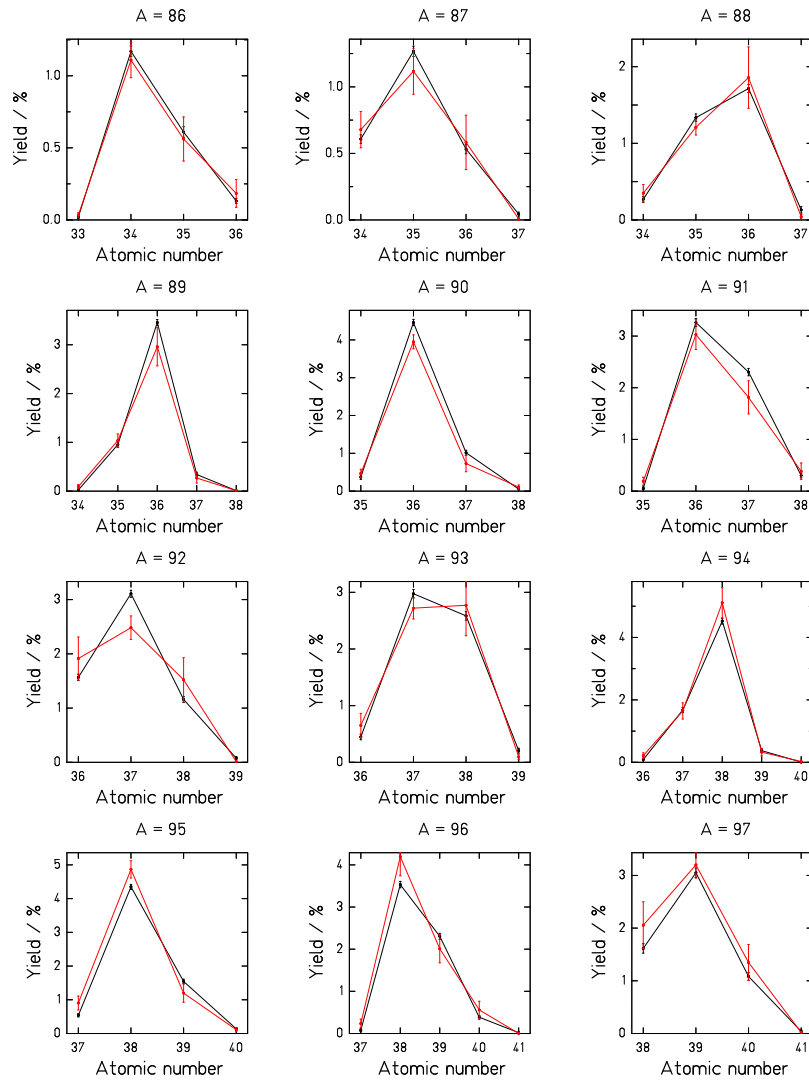 A = 86
A = 87
A = 88
Yield / %
1.0
0.5
0.0
33 34 35 36
Atomic number
Yield / %
1.0
0.5
0.0
34 35 36 37
Atomic number
Yield / %
2
1
0
34 35 36 37
Atomic number
A = 89
A = 90
A = 91
Yield / %
3
2
1
0
34 35 36 37 38
Atomic number
Yield / %
4
3
2
1
0
35 36 37 38
Atomic number
Yield / %
3
2
1
0
35 36 37 38
Atomic number
A = 92
A = 93
A = 94
Yield / %
3
2
1
0
36 37 38 39
Atomic number
Yield / %
3
2
1
0
36 37 38 39
Atomic number
Yield / %
4
2
0
36 37 38 39 40
Atomic number
A = 95
A = 96
A = 97
Yield / %
5
4
3
2
1
0
37 38 39 40
Atomic number
Yield / %
4
3
2
1
0
37 38 39 40 41
Atomic number
Yield / %
3
2
1
0
38 39 40 41
Atomic number